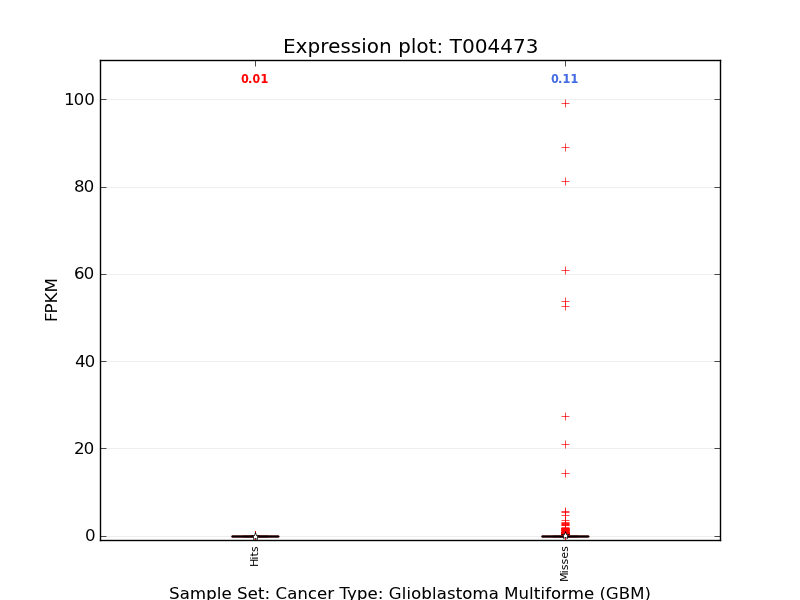 Expression plot: T004473
0.01 0.11
100
80
60
40
20
0
FPKM
Hits Misses
Sample Set: Cancer Type: Glioblastoma Multiforme (GBM)